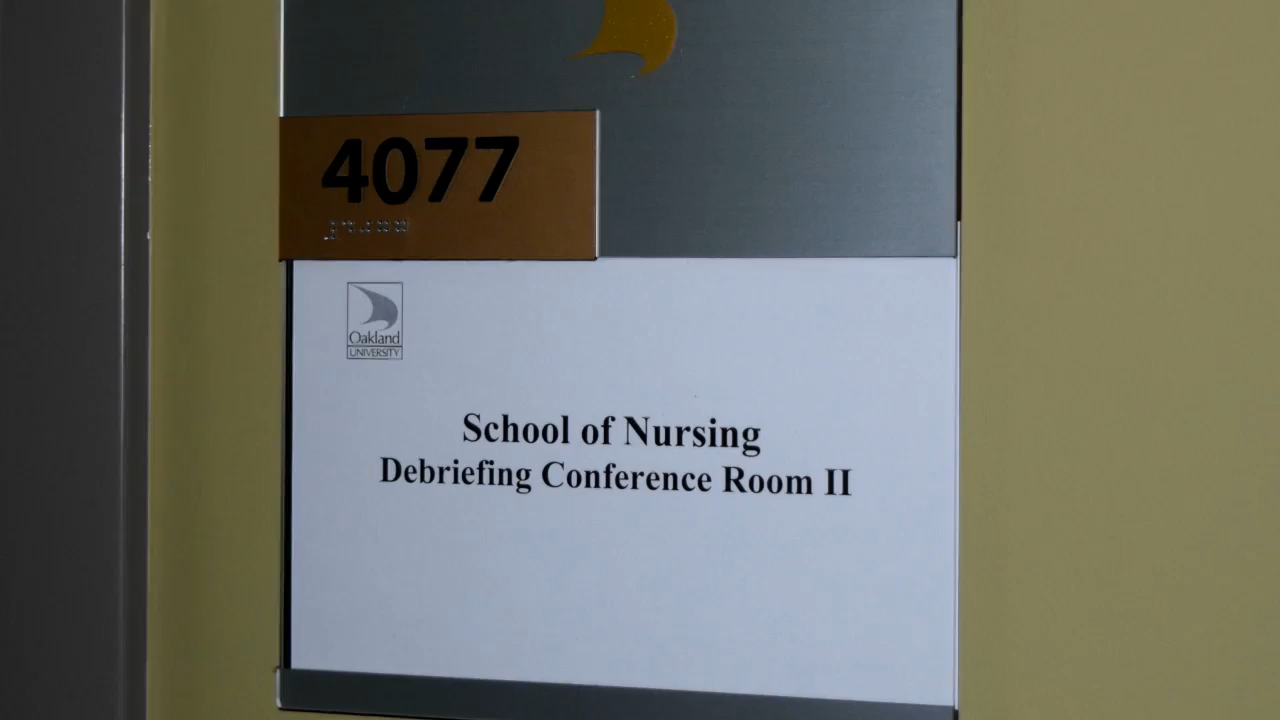 4077
Oakland
UNIVERSITY
School of Nursing
Debriefing Conference Room II